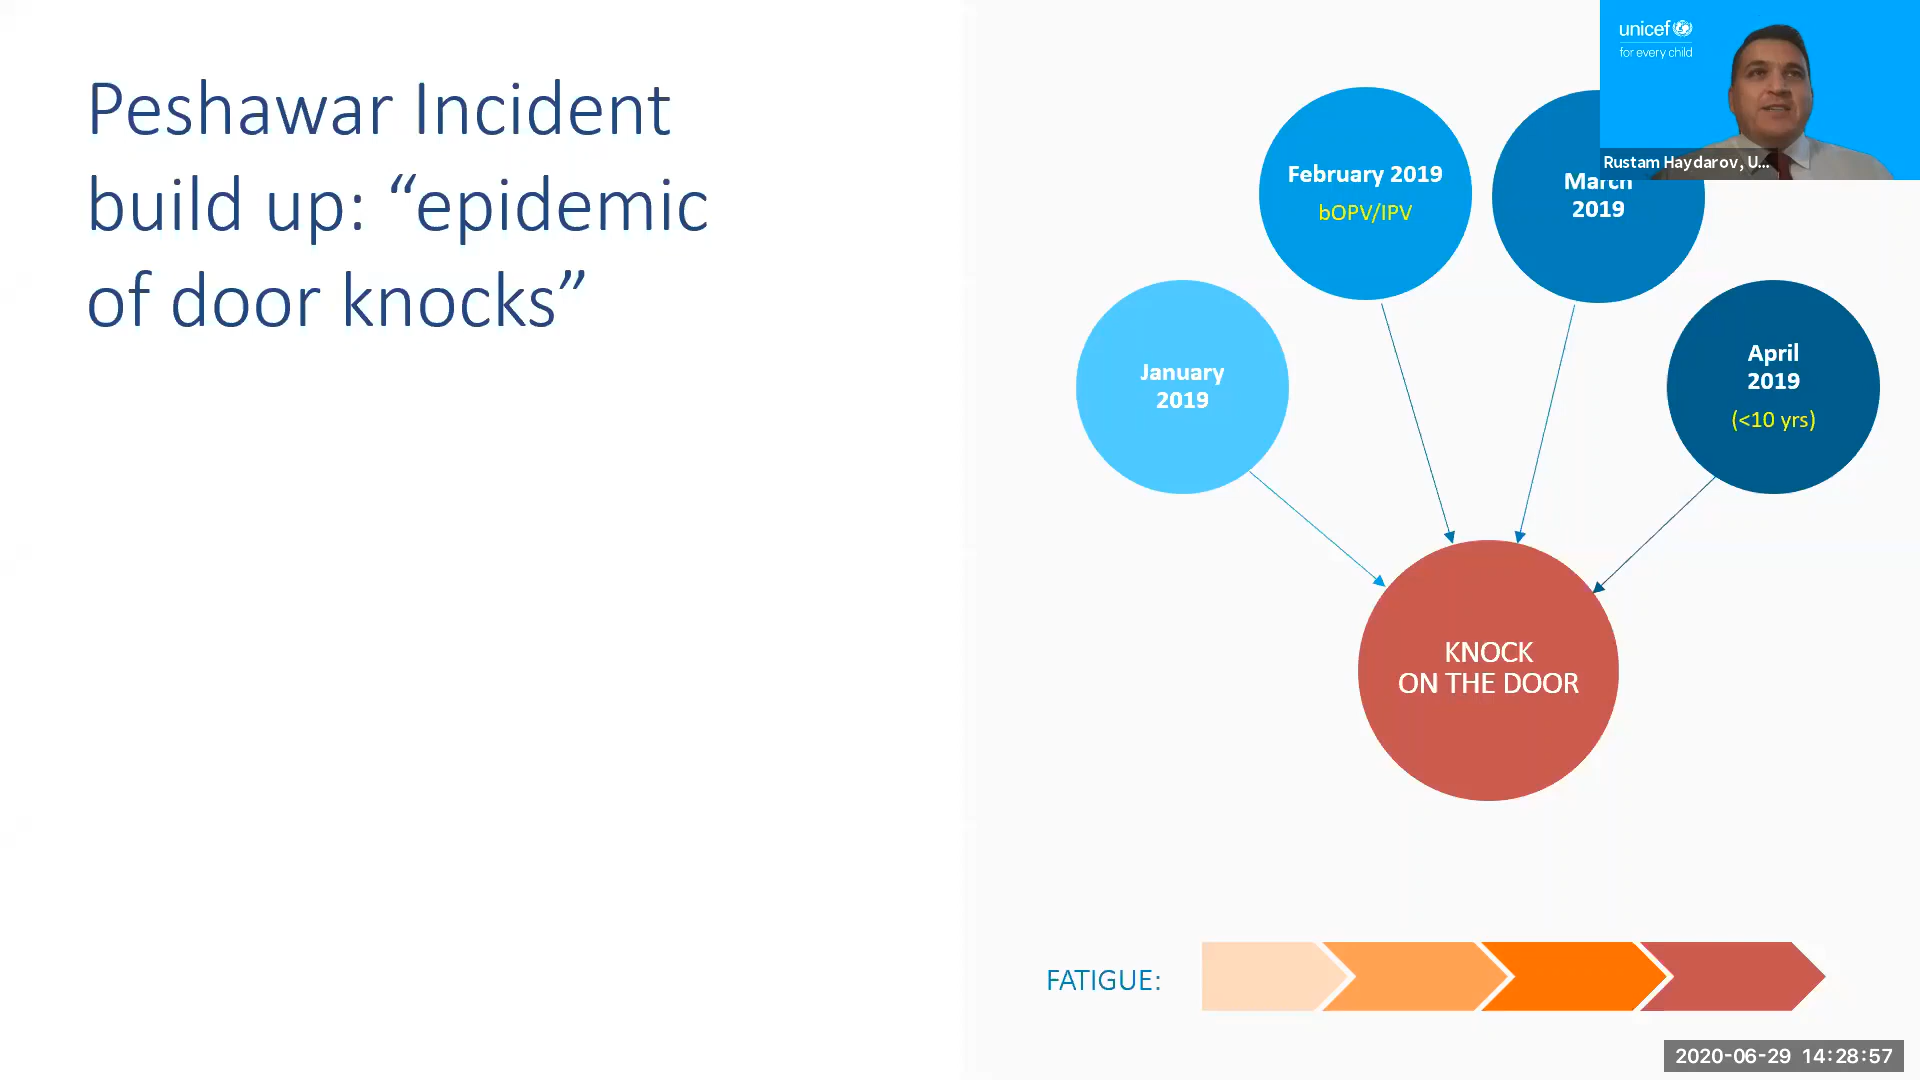 Peshawar Incident
build up: “epidemic
of door knocks”
unicef
for every child
Rustam Haydarov, U...
February 2019
bOPV/IPV
March
2019
January
2019
April
2019
(<10 yrs)
KNOCK
ON THE DOOR
FATIGUE:
2020-06-29 14:28:57